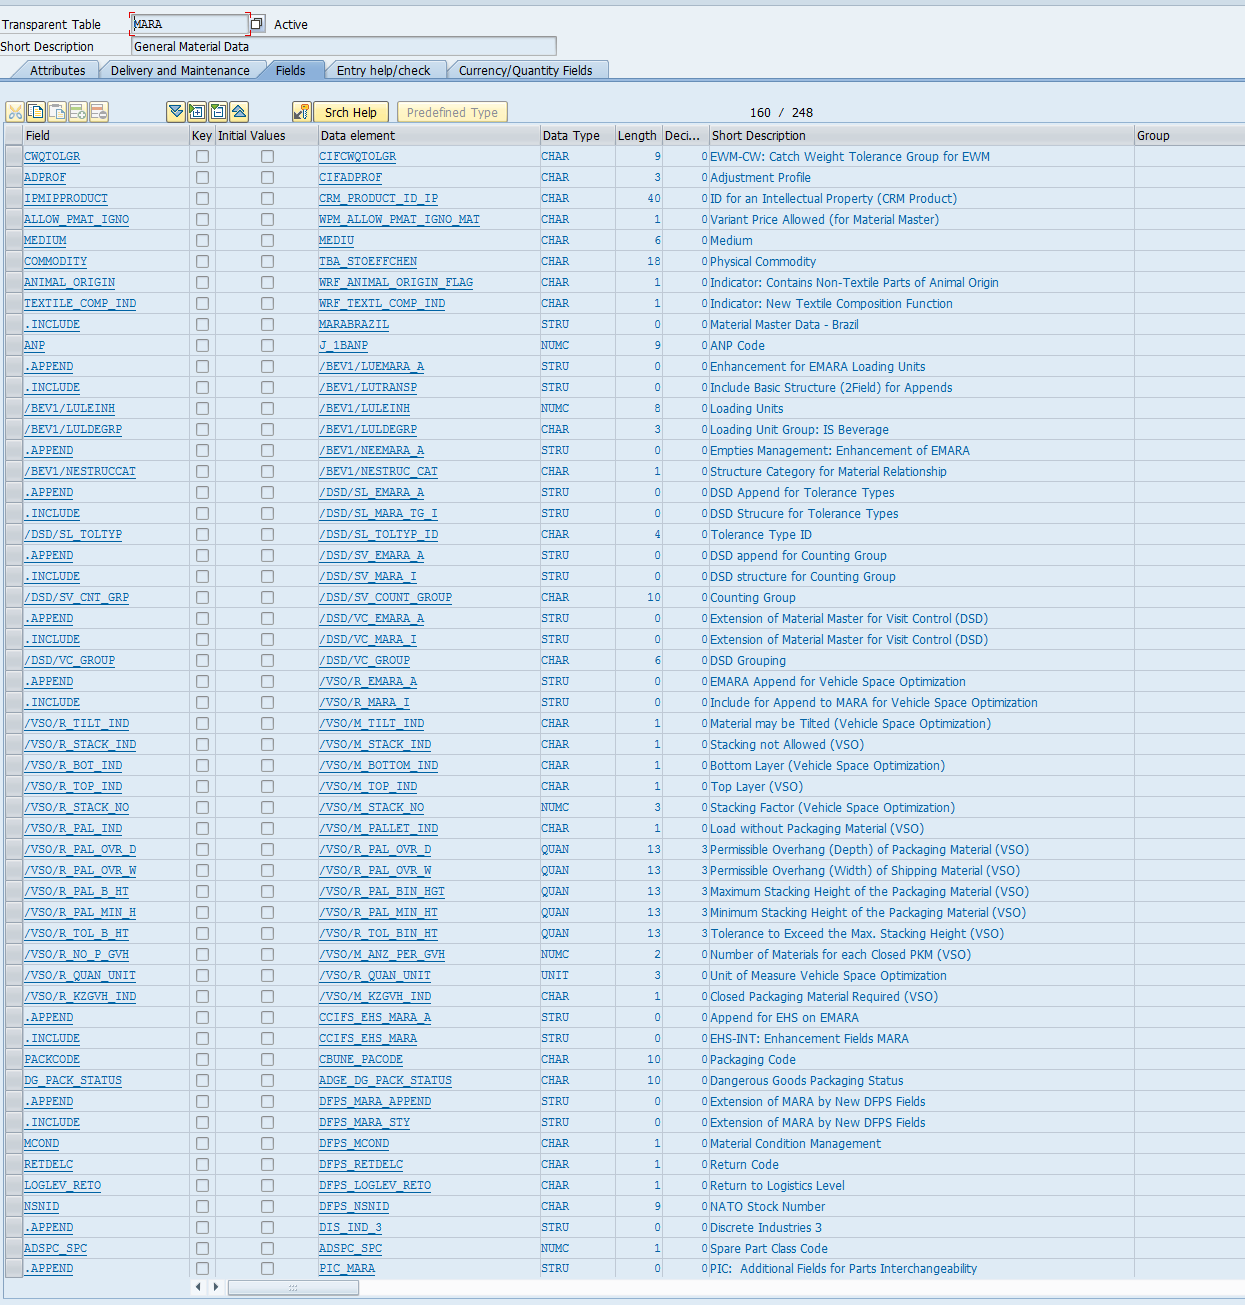 Transparent Table MARA Active
Short Description General Material Data
Attributes Delivery and Maintenance Fields Entry help/check Currency/Quantity Fields
Srch Help Predefined Type 160 / 248
Field Key Initial Values Data element Data Type Length Deci... Short Description Group
CWQTOLGR CIFCWQTOLGR CHAR 9 0 EWM-CW: Catch Weight Tolerance Group for EWM
ADPROF CIFADPROF CHAR 3 0 Adjustment Profile
IPMIPPRODUCT CRM_PRODUCT_ID_IP CHAR 40 0 ID for an Intellectual Property (CRM Product)
ALLOW_PMAT_IGNO WPM_ALLOW_PMAT_IGNO_MAT CHAR 1 0 Variant Price Allowed (for Material Master)
MEDIUM MEDIU CHAR 6 0 Medium
COMMODITY TBA_STOEFFCHEN CHAR 18 0 Physical Commodity
ANIMAL_ORIGIN WRF_ANIMAL_ORIGIN_FLAG CHAR 1 0 Indicator: Contains Non-Textile Parts of Animal Origin
TEXTILE_COMP_IND WRF_TEXTL_COMP_IND CHAR 1 0 Indicator: New Textile Composition Function
.INCLUDE MARABRAZIL STRU 0 0 Material Master Data - Brazil
ANP J_1BANP NUMC 9 0 ANP Code
.APPEND /BEV1/LUEMARA_A STRU 0 0 Enhancement for EMARA Loading Units
.INCLUDE /BEV1/LUTRANSP STRU 0 0 Include Basic Structure (2Field) for Appends
/BEV1/LULEINH /BEV1/LULEINH NUMC 8 0 Loading Units
/BEV1/LULDEGRP /BEV1/LULDEGRP CHAR 3 0 Loading Unit Group: IS Beverage
.APPEND /BEV1/NEEMARA_A STRU 0 0 Empties Management: Enhancement of EMARA
/BEV1/NESTRUCCAT /BEV1/NESTRUC_CAT CHAR 1 0 Structure Category for Material Relationship
.APPEND /DSD/SL_EMARA_A STRU 0 0 DSD Append for Tolerance Types
.INCLUDE /DSD/SL_MARA_TG_I STRU 0 0 DSD Strucure for Tolerance Types
/DSD/SL_TOLTYP /DSD/SL_TOLTYP_ID CHAR 4 0 Tolerance Type ID
.APPEND /DSD/SV_EMARA_A STRU 0 0 DSD append for Counting Group
.INCLUDE /DSD/SV_MARA_I STRU 0 0 DSD structure for Counting Group
/DSD/SV_CNT_GRP /DSD/SV_COUNT_GROUP CHAR 10 0 Counting Group
.APPEND /DSD/VC_EMARA_A STRU 0 0 Extension of Material Master for Visit Control (DSD)
.INCLUDE /DSD/VC_MARA_I STRU 0 0 Extension of Material Master for Visit Control (DSD)
/DSD/VC_GROUP /DSD/VC_GROUP CHAR 6 0 DSD Grouping
.APPEND /VSO/R_EMARA_A STRU 0 0 EMARA Append for Vehicle Space Optimization
.INCLUDE /VSO/R_MARA_I STRU 0 0 Include for Append to MARA for Vehicle Space Optimization
/VSO/R_TILT_IND /VSO/M_TILT_IND CHAR 1 0 Material may be Tilted (Vehicle Space Optimization)
/VSO/R_STACK_IND /VSO/M_STACK_IND CHAR 1 0 Stacking not Allowed (VSO)
/VSO/R_BOT_IND /VSO/M_BOTTOM_IND CHAR 1 0 Bottom Layer (Vehicle Space Optimization)
/VSO/R_TOP_IND /VSO/M_TOP_IND CHAR 1 0 Top Layer (VSO)
/VSO/R_STACK_NO /VSO/M_STACK_NO NUMC 3 0 Stacking Factor (Vehicle Space Optimization)
/VSO/R_PAL_IND /VSO/M_PALLET_IND CHAR 1 0 Load without Packaging Material (VSO)
/VSO/R_PAL_OVR_D /VSO/R_PAL_OVR_D QUAN 13 3 Permissible Overhang (Depth) of Packaging Material (VSO)
/VSO/R_PAL_OVR_W /VSO/R_PAL_OVR_W QUAN 13 3 Permissible Overhang (Width) of Shipping Material (VSO)
/VSO/R_PAL_B_HT /VSO/R_PAL_BIN_HGT QUAN 13 3 Maximum Stacking Height of the Packaging Material (VSO)
/VSO/R_PAL_MIN_H /VSO/R_PAL_MIN_HT QUAN 13 3 Minimum Stacking Height of the Packaging Material (VSO)
/VSO/R_TOL_B_HT /VSO/R_TOL_BIN_HT QUAN 13 3 Tolerance to Exceed the Max. Stacking Height (VSO)
/VSO/R_NO_P_GVH /VSO/M_ANZ_PER_GVH NUMC 2 0 Number of Materials for each Closed PKM (VSO)
/VSO/R_QUAN_UNIT /VSO/R_QUAN_UNIT UNIT 3 0 Unit of Measure Vehicle Space Optimization
/VSO/R_KZGVH_IND /VSO/M_KZGVH_IND CHAR 1 0 Closed Packaging Material Required (VSO)
.APPEND CCIFS_EHS_MARA_A STRU 0 0 Append for EHS on EMARA
.INCLUDE CCIFS_EHS_MARA STRU 0 0 EHS-INT: Enhancement Fields MARA
PACKCODE CBUNE_PACODE CHAR 10 0 Packaging Code
DG_PACK_STATUS ADGE_DG_PACK_STATUS CHAR 10 0 Dangerous Goods Packaging Status
.APPEND DFPS_MARA_APPEND STRU 0 0 Extension of MARA by New DFPS Fields
.INCLUDE DFPS_MARA_STY STRU 0 0 Extension of MARA by New DFPS Fields
MCOND DFPS_MCOND CHAR 1 0 Material Condition Management
RETDELC DFPS_RETDELC CHAR 1 0 Return Code
LOGLEV_RETO DFPS_LOGLEV_RETO CHAR 1 0 Return to Logistics Level
NSNID DFPS_NSNID CHAR 9 0 NATO Stock Number
.APPEND DIS_IND_3 STRU 0 0 Discrete Industries 3
ADSPC_SPC ADSPC_SPC NUMC 1 0 Spare Part Class Code
.APPEND PIC_MARA STRU 0 0 PIC: Additional Fields for Parts Interchangeability